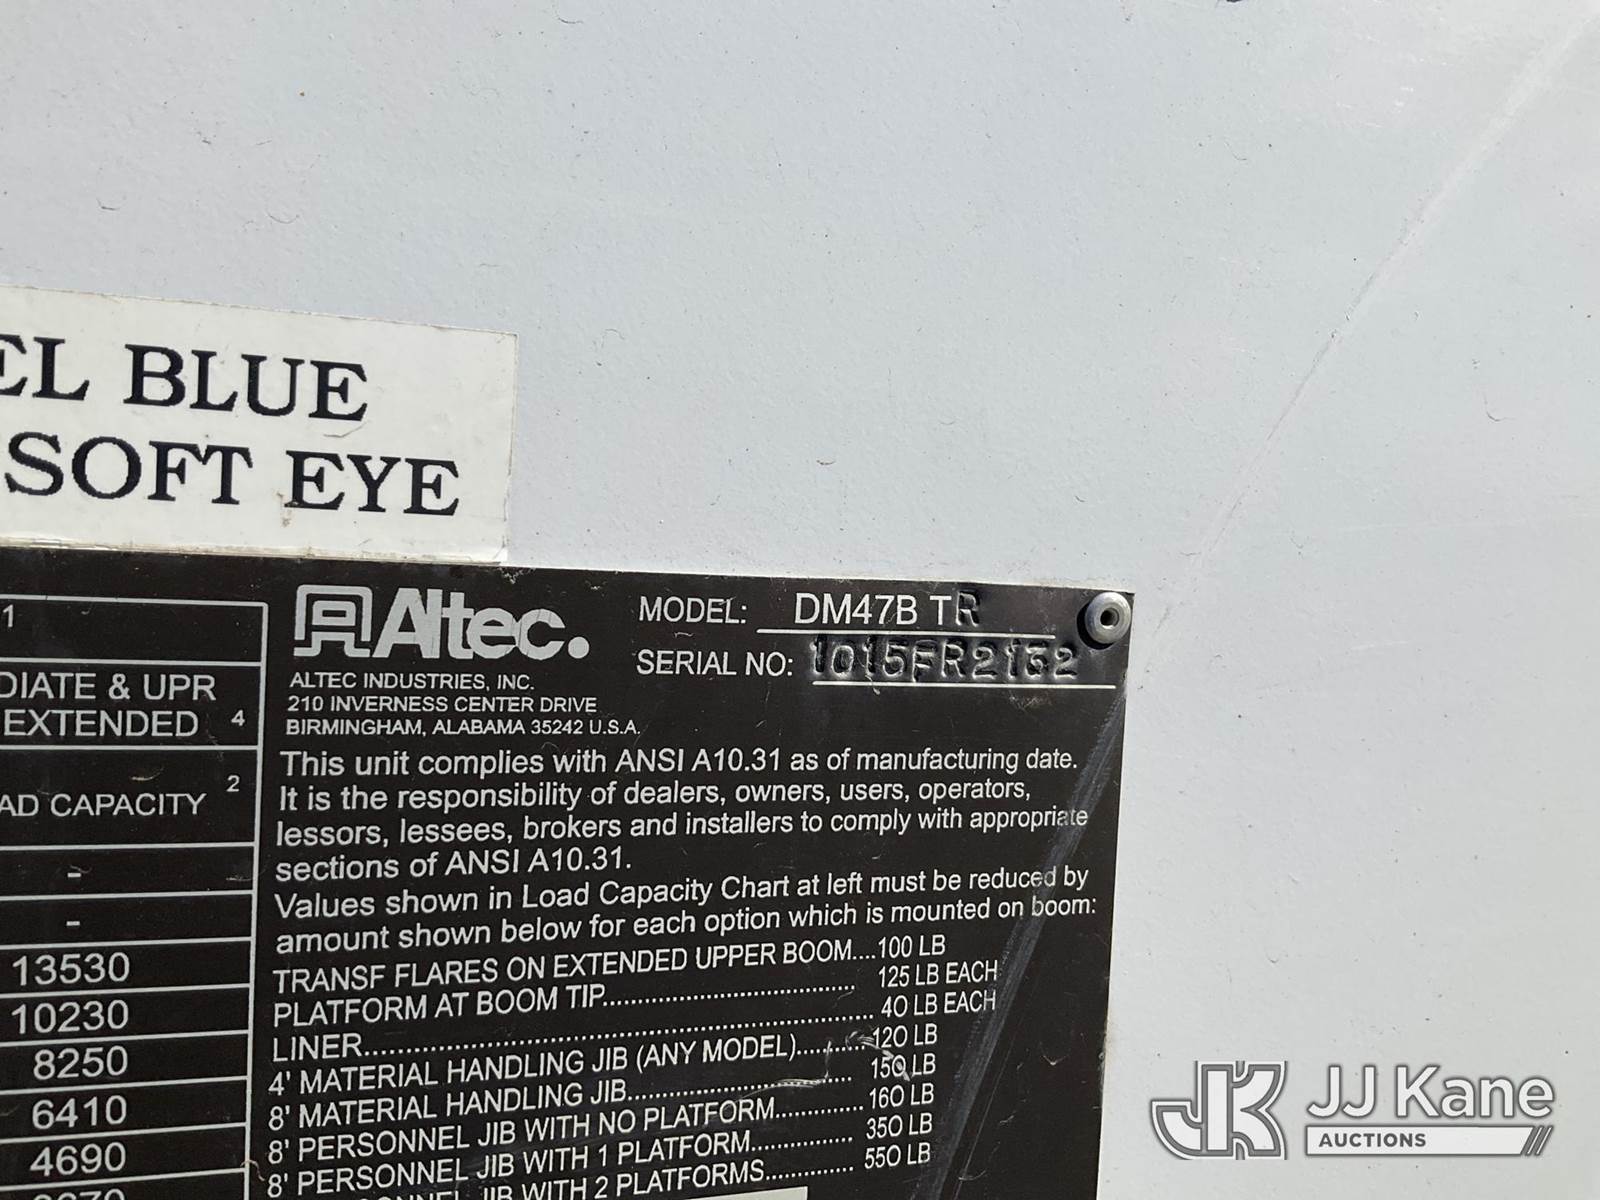 EL BLUE
SOFT EYE
1
DIATE & UPR
EXTENDED 4
AD CAPACITY 2
-
-
13530
10230
8250
6410
4690
Altec.
ALTEC INDUSTRIES, INC.
210 INVERNESS CENTER DRIVE
BIRMINGHAM, ALABAMA 35242 U.S.A.
MODEL: DM47B TR
SERIAL NO: 1015FR2132
This unit complies with ANSI A10.31 as of manufacturing date.
It is the responsibility of dealers, owners, users, operators,
lessors, lessees, brokers and installers to comply with appropriate
sections of ANSI A10.31.
Values shown in Load Capacity Chart at left must be reduced by
amount shown below for each option which is mounted on boom:
TRANSF FLARES ON EXTENDED UPPER BOOM....100 LB
PLATFORM AT BOOM TIP............ 125 LB EACH
LINER............ 40 LB EACH
4' MATERIAL HANDLING JIB (ANY MODEL)...........120 LB
8' MATERIAL HANDLING JIB............ 150 LB
8' PERSONNEL JIB WITH NO PLATFORM............ 160 LB
8' PERSONNEL JIB WITH 1 PLATFORM............ 350 LB
JIB WITH 2 PLATFORMS............ 550 LB
JK JJ Kane
AUCTIONS